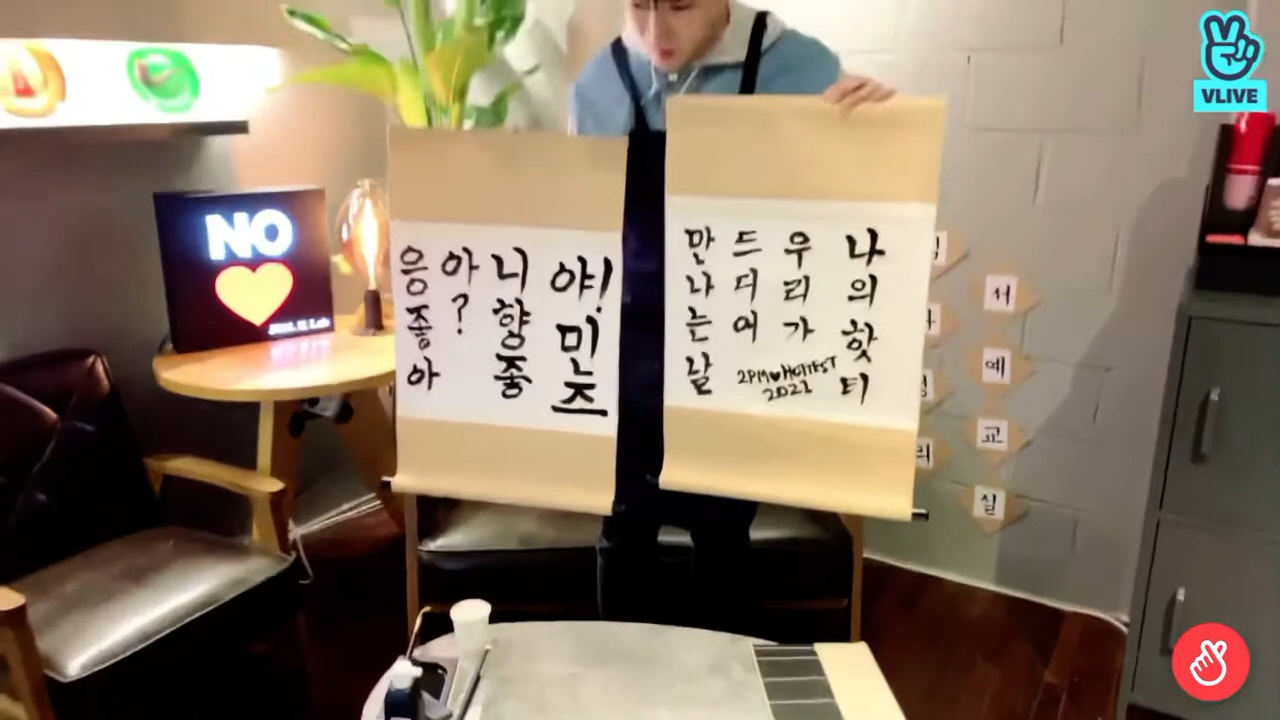 VLIVE
NO
야! 민즈
니향좋
아?
응좋아
나의핫티
우리가
드디어
만나는날
2PM♥HOTTEST
2021
서
예
교
실